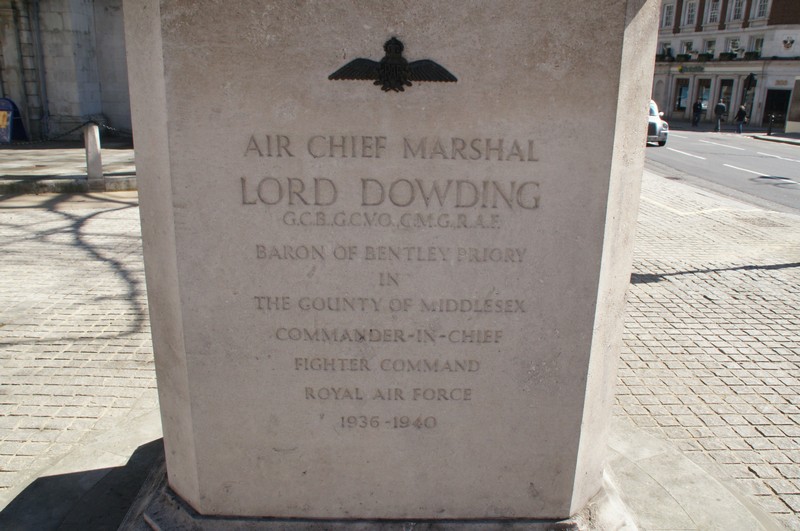 AIR CHIEF MARSHAL
LORD DOWDING
G.C.B.,G.C.V.O.,C.M.G.R.A.F.
BARON OF BENTLEY PRIORY
IN
THE COUNTY OF MIDDLESEX
COMMANDER-IN-CHIEF
FIGHTER COMMAND
ROYAL AIR FORCE
1936-1940